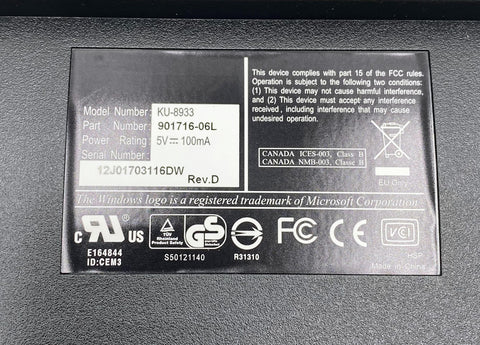 Model Number: KU-8933
Part Number: 901716-06L
Power Rating: 5V⎓100mA
Serial Number:
12J01703116DW
Rev.D
This device complies with part 15 of the FCC rules.
Operation is subject to the following two conditions:
(1) This device may not cause harmful interference,
and (2) This device must accept any interference
received, including interference that may cause
undesired operation.
CANADA ICES-003, Class B
CANADA NMB-003, Classe B
EU Only
The Windows logo is a registered trademark of Microsoft Corporation
c RU US
E164844
ID:CEM3
TÜV
Rheinland
Product Safety
GS
S50121140
R31310
FCC
CE
VCI
HSP
Made in China